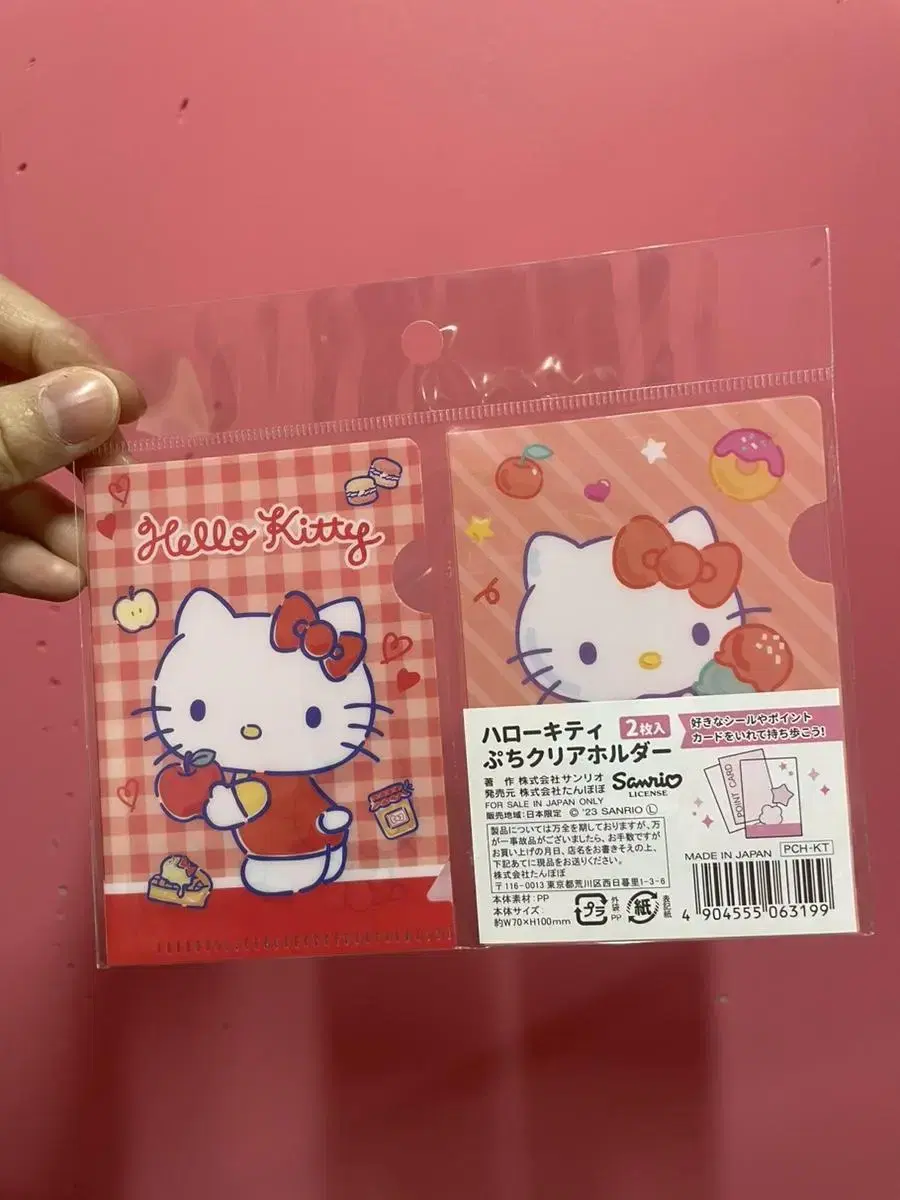 Hello Kitty
ハローキティ
ぷちクリアホルダー
2枚入
好きなシールやポイント
カードをいれて持ち歩こう!
著 作 株式会社サンリオ
発売元 株式会社たんぽぽ
Sanrio
LICENSE
FOR SALE IN JAPAN ONLY
販売地域:日本限定 © '23 SANRIO Ⓛ
POINT CARD
製品については万全を期しておりますが、万
が一事故品がございましたら、お手数ですが
お買い上げの月日、店名をお書きそえの上、
下記あてに現品をお送りください。
株式会社たんぽぽ
〒116-0013 東京都荒川区西日暮里1-3-6
本体素材:PP
本体サイズ:
約W70×H100mm
プラ
外袋
PP
紙
表記紙
MADE IN JAPAN
PCH-KT
4 904555 063199